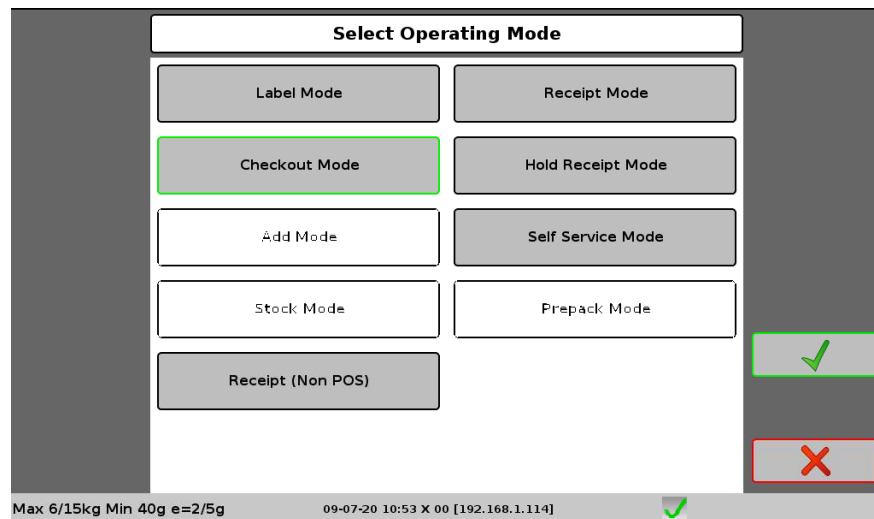 Select Operating Mode
Label Mode
Receipt Mode
Checkout Mode
Hold Receipt Mode
Add Mode
Self Service Mode
Stock Mode
Prepack Mode
Receipt (Non POS)
Max 6/15kg Min 40g e=2/5g
09-07-20 10:53 X 00 [192.168.1.114]